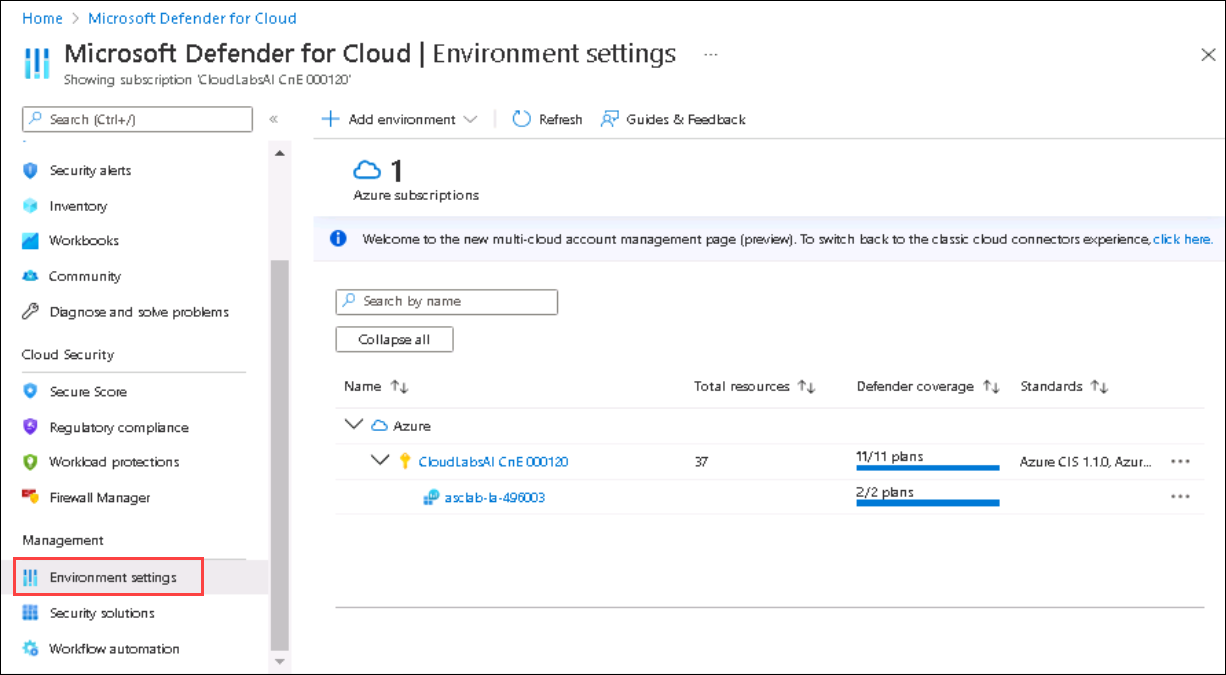 Home > Microsoft Defender for Cloud
Microsoft Defender for Cloud | Environment settings ...
Showing subscription 'CloudLabsAI CnE 000120'
Search (Ctrl+/) «
Add environment
Refresh
Guides & Feedback
Security alerts
Inventory
Workbooks
Community
Diagnose and solve problems
Cloud Security
Secure Score
Regulatory compliance
Workload protections
Firewall Manager
Management
Environment settings
Security solutions
Workflow automation
1
Azure subscriptions
Welcome to the new multi-cloud account management page (preview). To switch back to the classic cloud connectors experience, click here.
Search by name
Collapse all
Name ↑↓ Total resources ↑↓ Defender coverage ↑↓ Standards ↑↓
Azure
CloudLabsAI CnE 000120 37 11/11 plans Azure CIS 1.1.0, Azur... ...
asclab-la-496003 2/2 plans ...